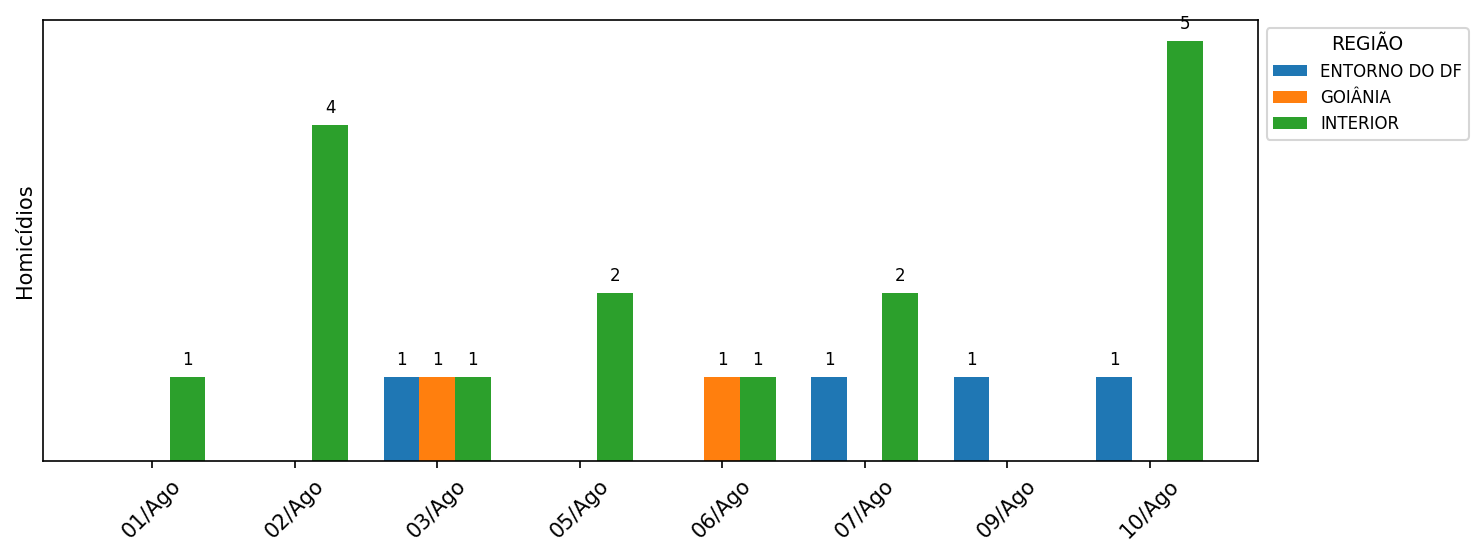 5
REGIÃO
ENTORNO DO DF
GOIÂNIA
INTERIOR
4
2
2
1
1
1
1
1
1
1
1
1
Homicídios
01/Ago
02/Ago
03/Ago
05/Ago
06/Ago
07/Ago
09/Ago
10/Ago